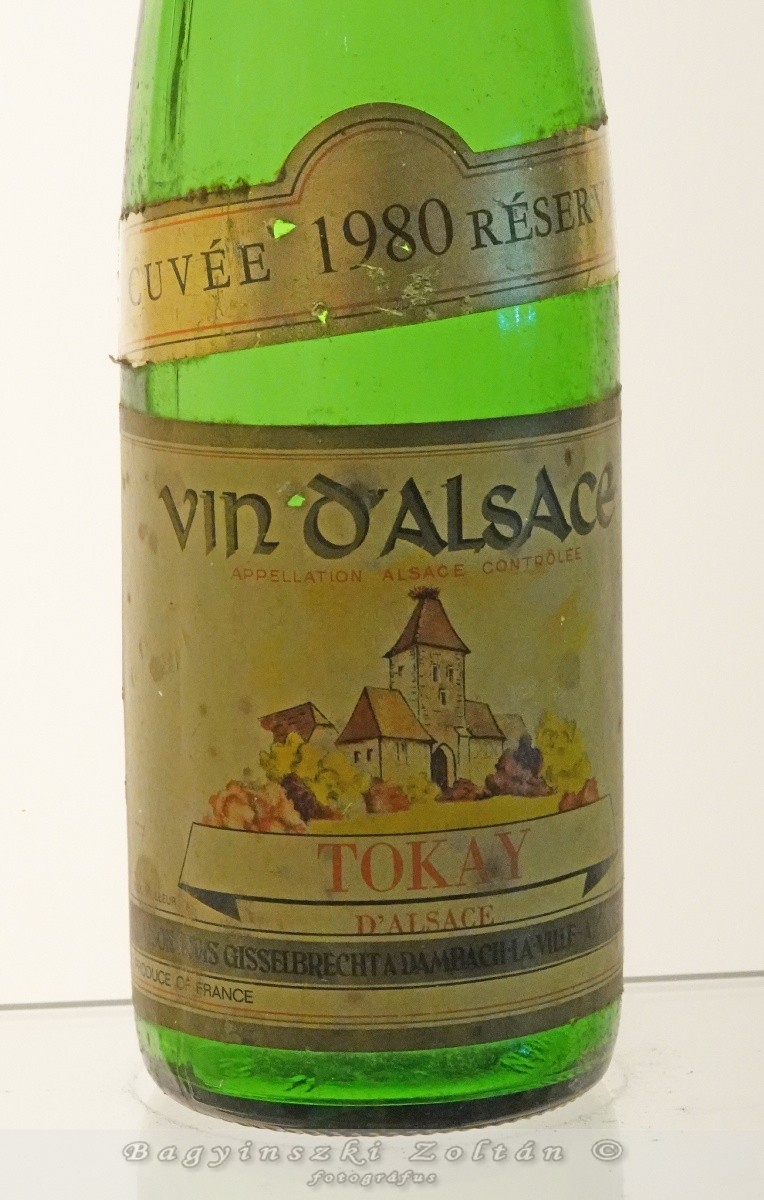 CUVÉE 1980 RÉSERV
VIN D'ALSACE
APPELLATION ALSACE CONTRÔLÉE
TOKAY
D'ALSACE
GISSELBRECHT A DAMBACH-LA-VILLE
PRODUCE OF FRANCE
Bagyinszki Zoltán ©
fotográfus